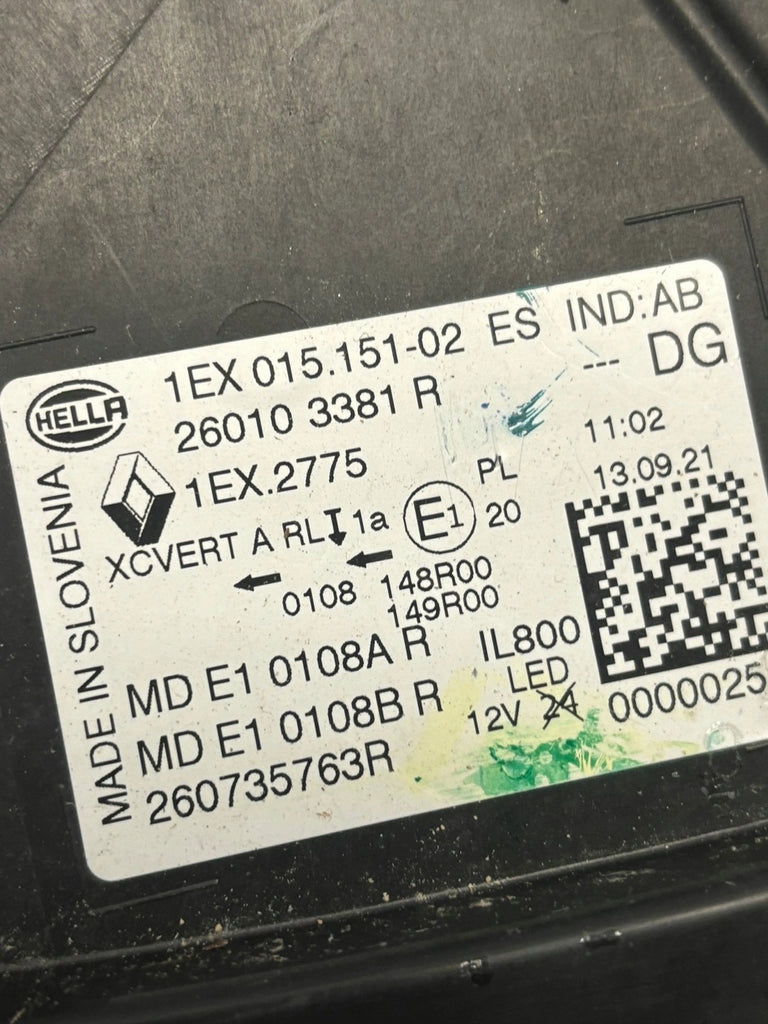 HELLA
1EX 015.151-02 ES IND:AB
26010 3381 R --- DG
1EX.2775
11:02
13.09.21
XCVERT A RL 1a E1 PL 20
0108 148R00
149R00
MD E1 0108A R IL800
MD E1 0108B R LED
12V 24 0000025
260735763R
MADE IN SLOVENIA